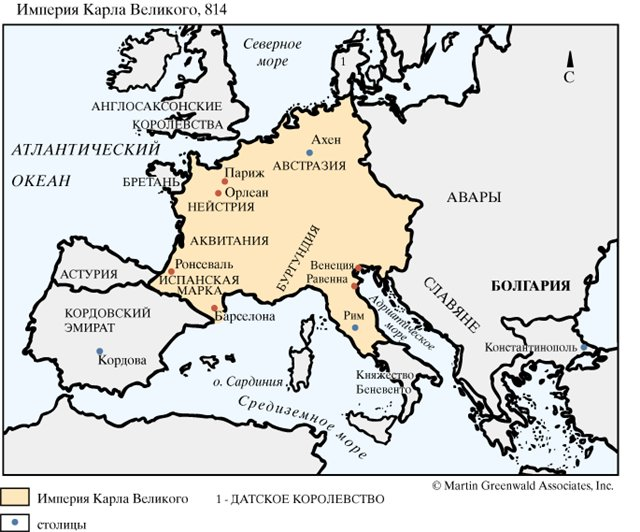 Империя Карла Великого, 814
Северное
море
1
С
АНГЛОСАКСОНСКИЕ
КОРОЛЕВСТВА
АТЛАНТИЧЕСКИЙ
ОКЕАН
Ахен
АВСТРАЗИЯ
Париж
Орлеан
БРЕТАНЬ
НЕЙСТРИЯ
АВАРЫ
АКВИТАНИЯ
БУРГУНДИЯ
Ронсеваль
ИСПАНСКАЯ
МАРКА
Венеция
Равенна
АСТУРИЯ
СЛАВЯНЕ
БОЛГАРИЯ
КОРДОВСКИЙ
ЭМИРАТ
Барселона
Рим
Адриатическое
море
Кордова
Константинополь
о. Сардиния
Княжество
Беневенто
Средиземное море
© Martin Greenwald Associates, Inc.
Империя Карла Великого
1 - ДАТСКОЕ КОРОЛЕВСТВО
столицы